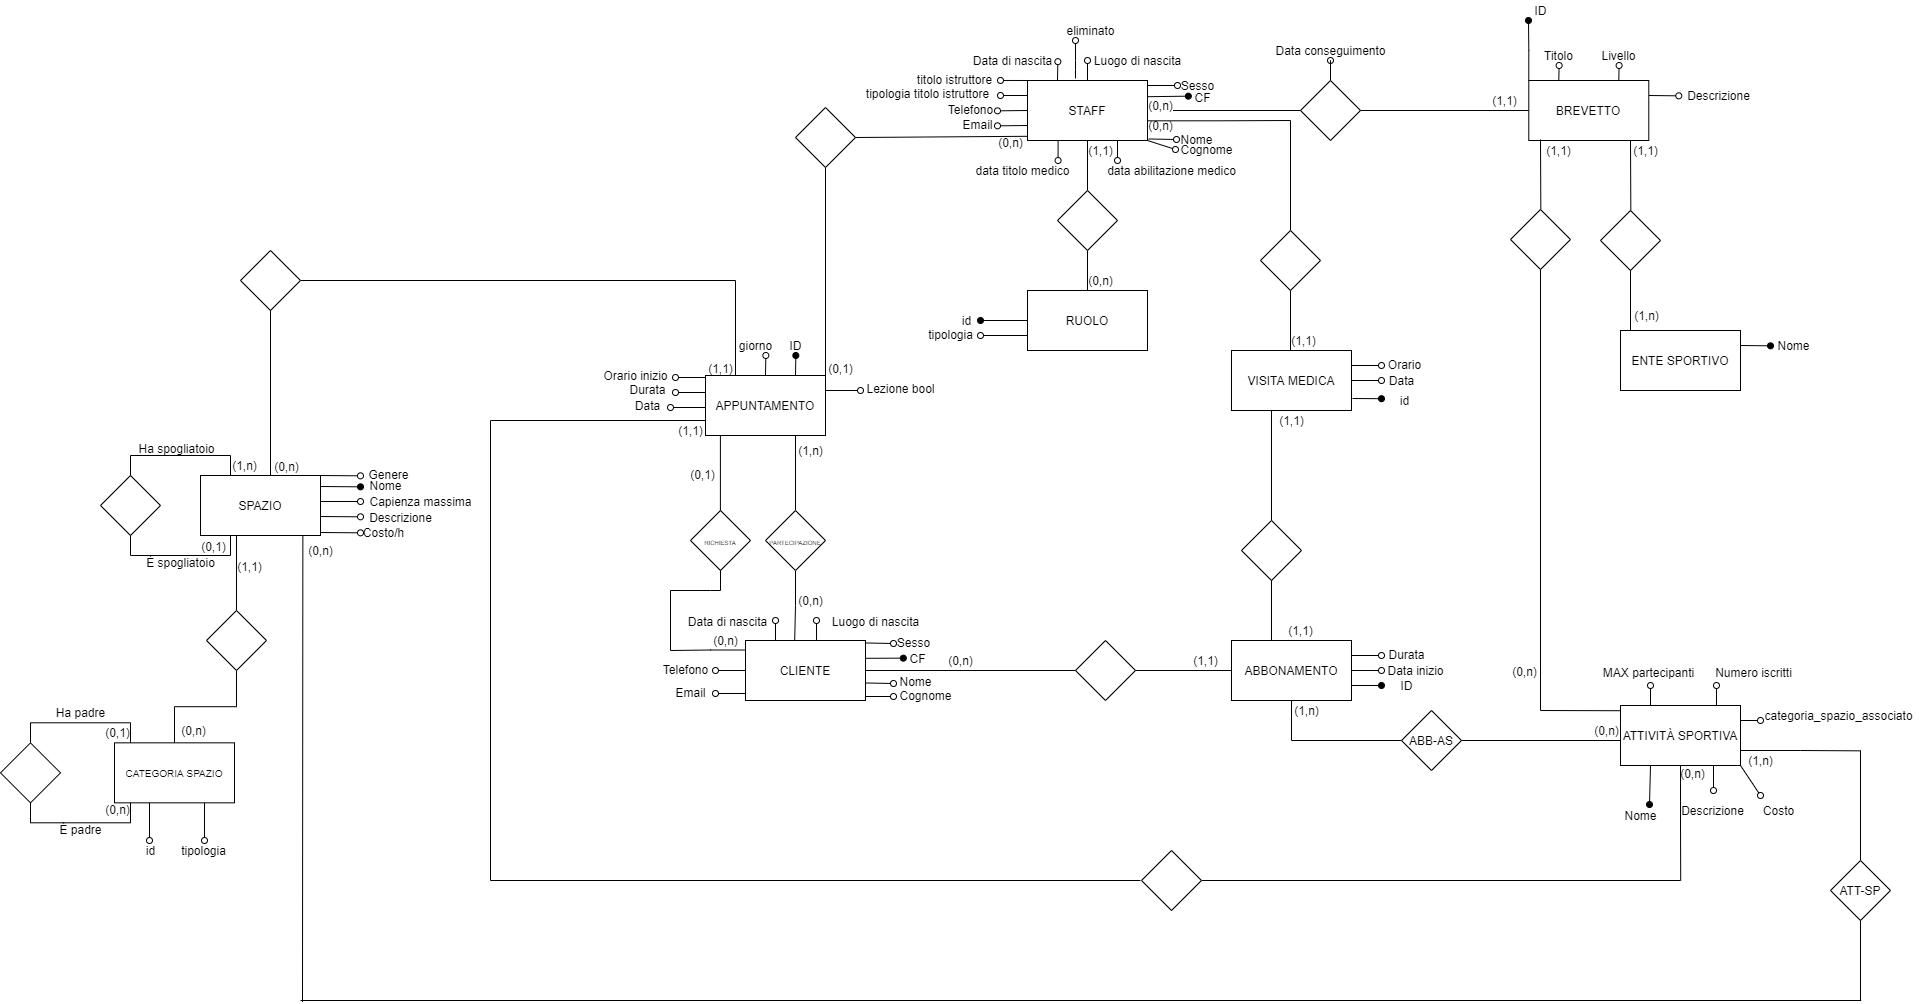 ID
eliminato
Data di nascita
Luogo di nascita
Data conseguimento
Titolo
Livello
titolo istruttore
tipologia titolo istruttore
Telefono
Email
STAFF
Sesso
CF
(0,n)
(0,n)
Nome
Cognome
(0,n)
(1,1)
data titolo medico
data abilitazione medico
(1,1)
BREVETTO
Descrizione
(1,1)
(1,1)
(0,n)
id
tipologia
RUOLO
(1,1)
VISITA MEDICA
Orario
Data
id
(1,1)
(1,n)
ENTE SPORTIVO
Nome
giorno
ID
Orario inizio
Durata
Data
(1,1)
(0,1)
APPUNTAMENTO
Lezione bool
(1,1)
(1,n)
(0,1)
Ha spogliatoio
(1,n)
(0,n)
SPAZIO
Genere
Nome
Capienza massima
Descrizione
Costo/h
(0,1)
(0,n)
È spogliatoio
(1,1)
RICHIESTA
PARTECIPAZIONE
(0,n)
Data di nascita
Luogo di nascita
(0,n)
Telefono
Email
CLIENTE
Sesso
CF
Nome
Cognome
(0,n)
(1,1)
(1,1)
ABBONAMENTO
Durata
Data inizio
ID
(1,n)
ABB-AS
(0,n)
MAX partecipanti
Numero iscritti
categoria_spazio_associato
(0,n)
ATTIVITÀ SPORTIVA
(1,n)
(0,n)
Nome
Descrizione
Costo
Ha padre
(0,1)
(0,n)
CATEGORIA SPAZIO
(0,n)
È padre
id
tipologia
ATT-SP